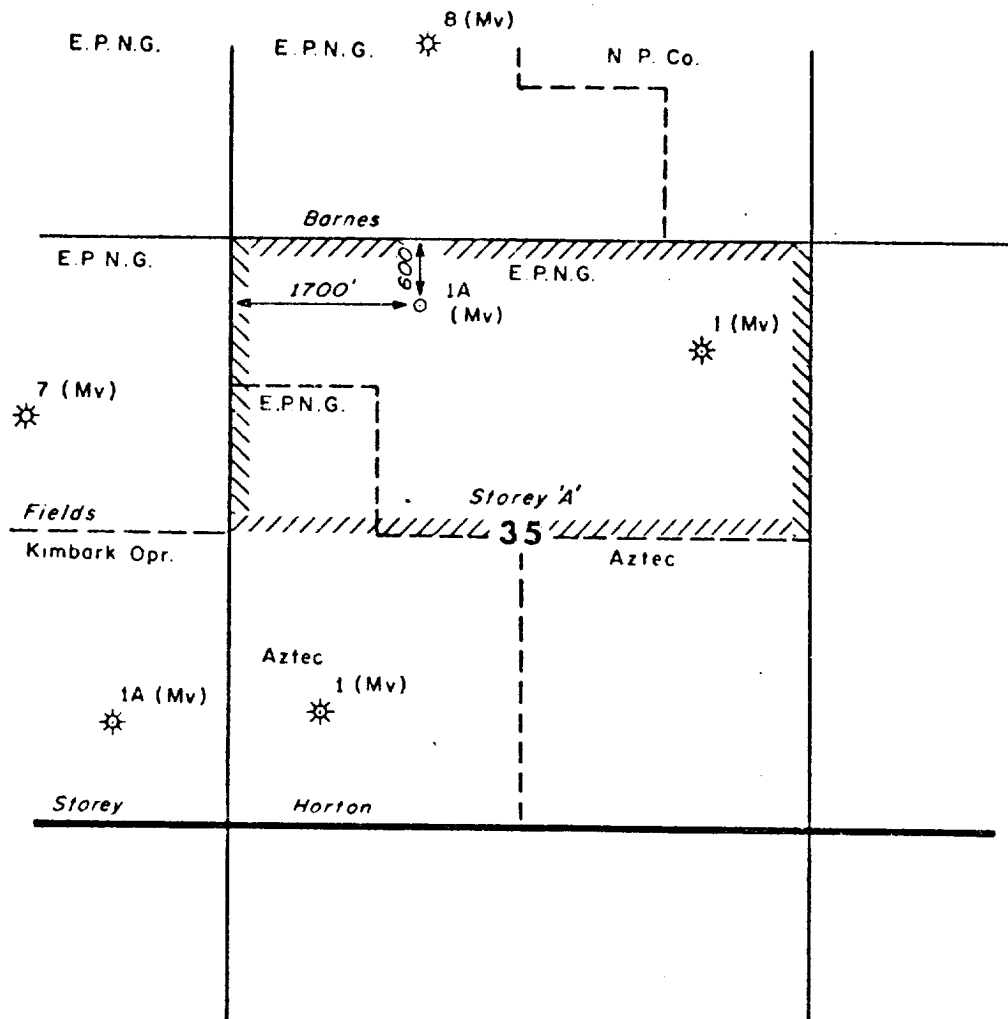 8 (Mv)
E.P.N.G.
E.P.N.G.
N P. Co.
Barnes
E.P N.G.
E.P.N.G.
600
1700'
1A
(Mv)
1 (Mv)
7 (Mv)
E.P.N.G.
Storey 'A'
Fields
35
Kimbark Opr.
Aztec
Aztec
1A (Mv)
1 (Mv)
Storey
Horton